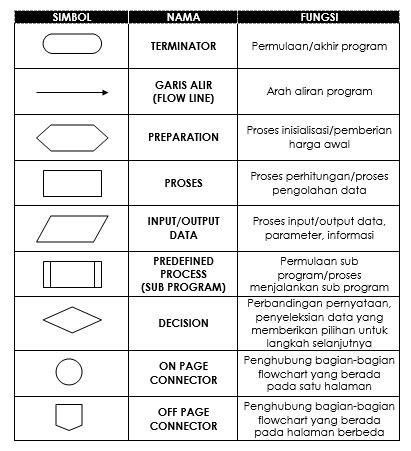 SIMBOL NAMA FUNGSI
TERMINATOR Permulaan/akhir program
GARIS ALIR
(FLOW LINE)
Arah aliran program
PREPARATION
Proses inisialisasi/pemberian
harga awal
PROSES
Proses perhitungan/proses
pengolahan data
INPUT/OUTPUT
DATA
Proses input/output data,
parameter, informasi
PREDEFINED
PROCESS
(SUB PROGRAM)
Permulaan sub
program/proses
menjalankan sub program
DECISION
Perbandingan pernyataan,
penyeleksian data yang
memberikan pilihan untuk
langkah selanjutnya
ON PAGE
CONNECTOR
Penghubung bagian-bagian
flowchart yang berada
pada satu halaman
OFF PAGE
CONNECTOR
Penghubung bagian-bagian
flowchart yang berada
pada halaman berbeda